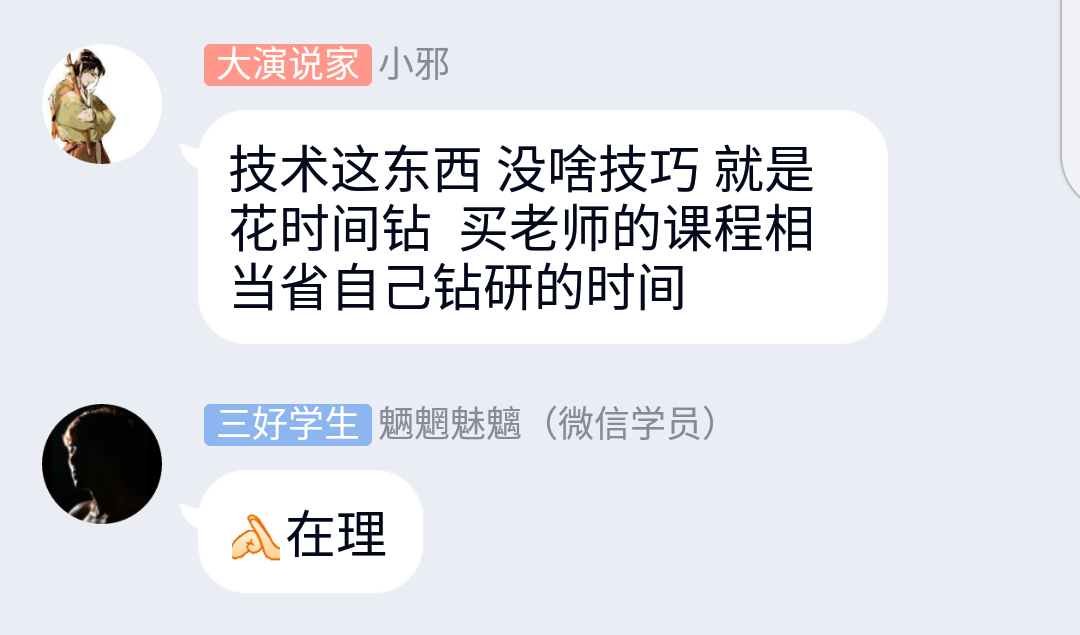 大演说家 小邪
技术这东西 没啥技巧 就是
花时间钻  买老师的课程相
当省自己钻研的时间
三好学生 魉魍魅魑（微信学员）
在理